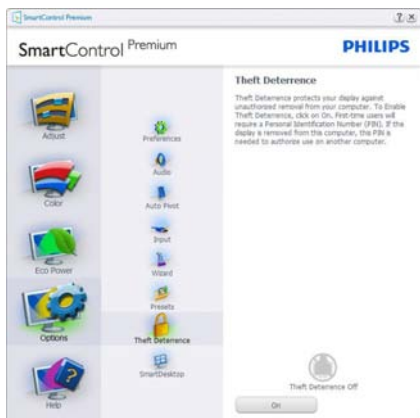 SmartControl Premium
SmartControl Premium
PHILIPS
Adjust
Color
Eco Power
Options
Help
Preferences
Audio
Auto Pivot
Input
Wizard
Presets
Theft Deterrence
SmartDesktop
Theft Deterrence
Theft Deterrence protects your display against
unauthorized removal from your computer. To Enable
Theft Deterrence, click on On. First-time users will
require a Personal Identification Number (PIN). If the
display is removed from this computer, this PIN is
needed to authorize use on another computer.
Theft Deterrence Off
On